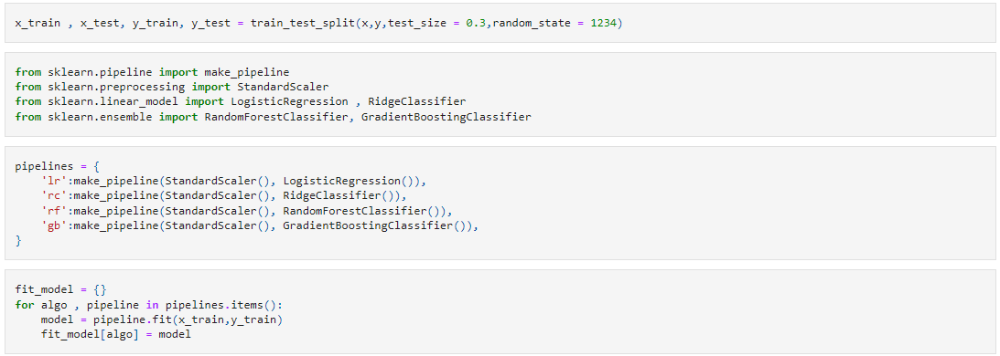 x_train , x_test, y_train, y_test = train_test_split(x,y,test_size = 0.3,random_state = 1234)
from sklearn.pipeline import make_pipeline
from sklearn.preprocessing import StandardScaler
from sklearn.linear_model import LogisticRegression , RidgeClassifier
from sklearn.ensemble import RandomForestClassifier, GradientBoostingClassifier
pipelines = {
    'lr':make_pipeline(StandardScaler(), LogisticRegression()),
    'rc':make_pipeline(StandardScaler(), RidgeClassifier()),
    'rf':make_pipeline(StandardScaler(), RandomForestClassifier()),
    'gb':make_pipeline(StandardScaler(), GradientBoostingClassifier()),
}
fit_model = {}
for algo , pipeline in pipelines.items():
    model = pipeline.fit(x_train,y_train)
    fit_model[algo] = model